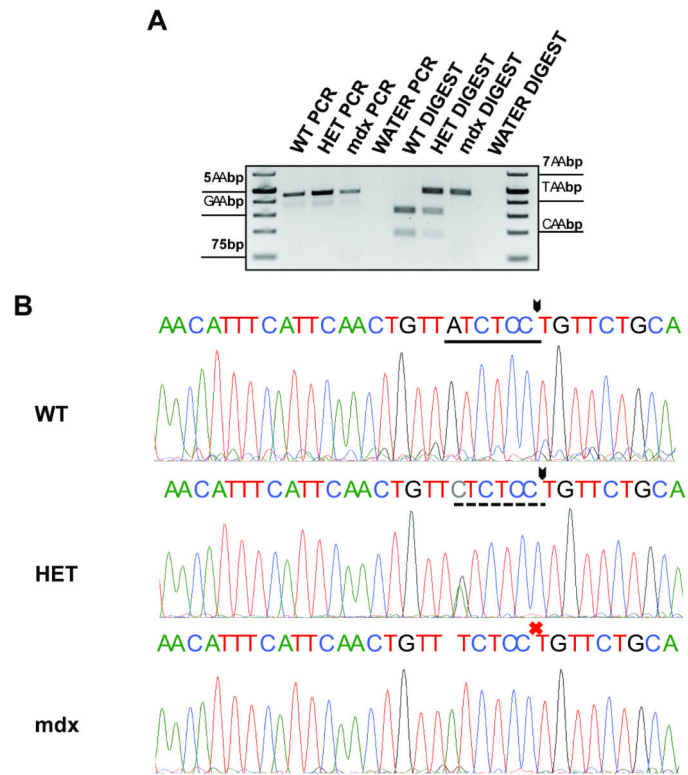 A
WT PCR
HET PCR
mdx PCR
WATER PCR
WT DIGEST
HET DIGEST
mdx DIGEST
WATER DIGEST
5AAbp
GAAbp
75bp
7AAbp
TAAbp
CAAbp
B
AACATTTCATTCAACTGTTATCTCCTGTTCTGCA
WT
AACATTTCATTCAACTGTTCTCTCCTGTTCTGCA
HET
AACATTTCATTCAACTGTT TCTCCTGTTCTGCA
mdx